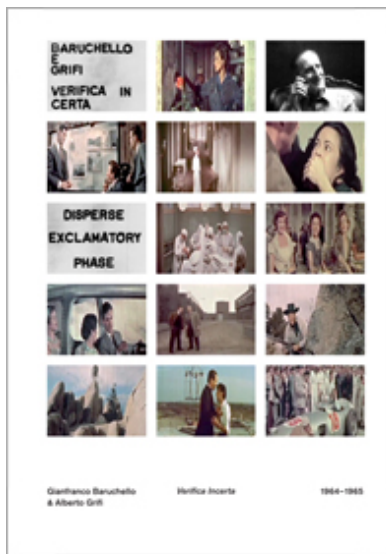 BARUCHELLO
E
GRIFI
VERIFICA IN
CERTA
DISPERSE
EXCLAMATORY
PHASE
Gianfranco Baruchello
& Alberto Grifi
Verifica Incerta
1964–1965